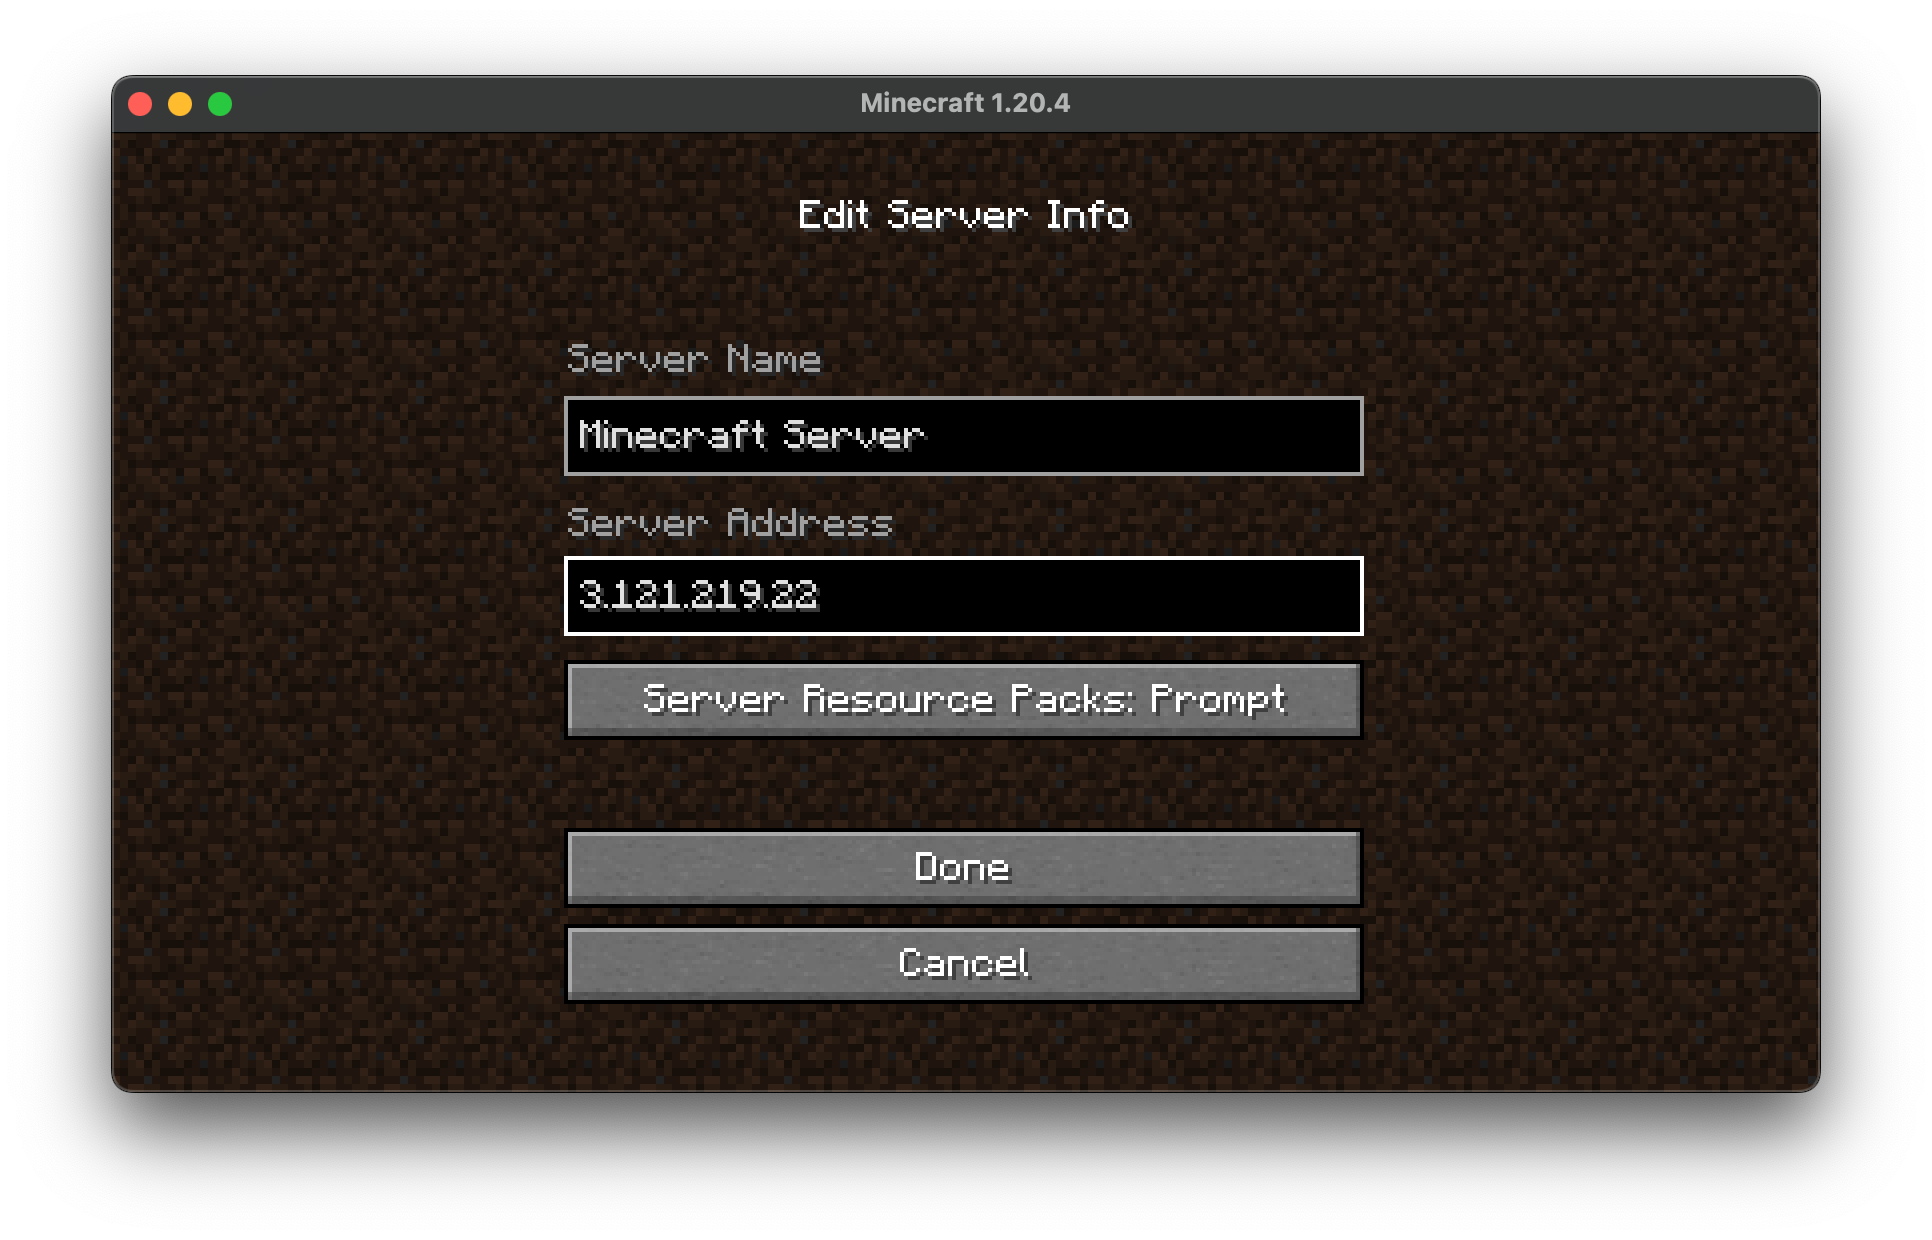 Minecraft 1.20.4
Edit Server Info
Server Name
Minecraft Server
Server Address
3.121.219.22
Server Resource Packs: Prompt
Done
Cancel